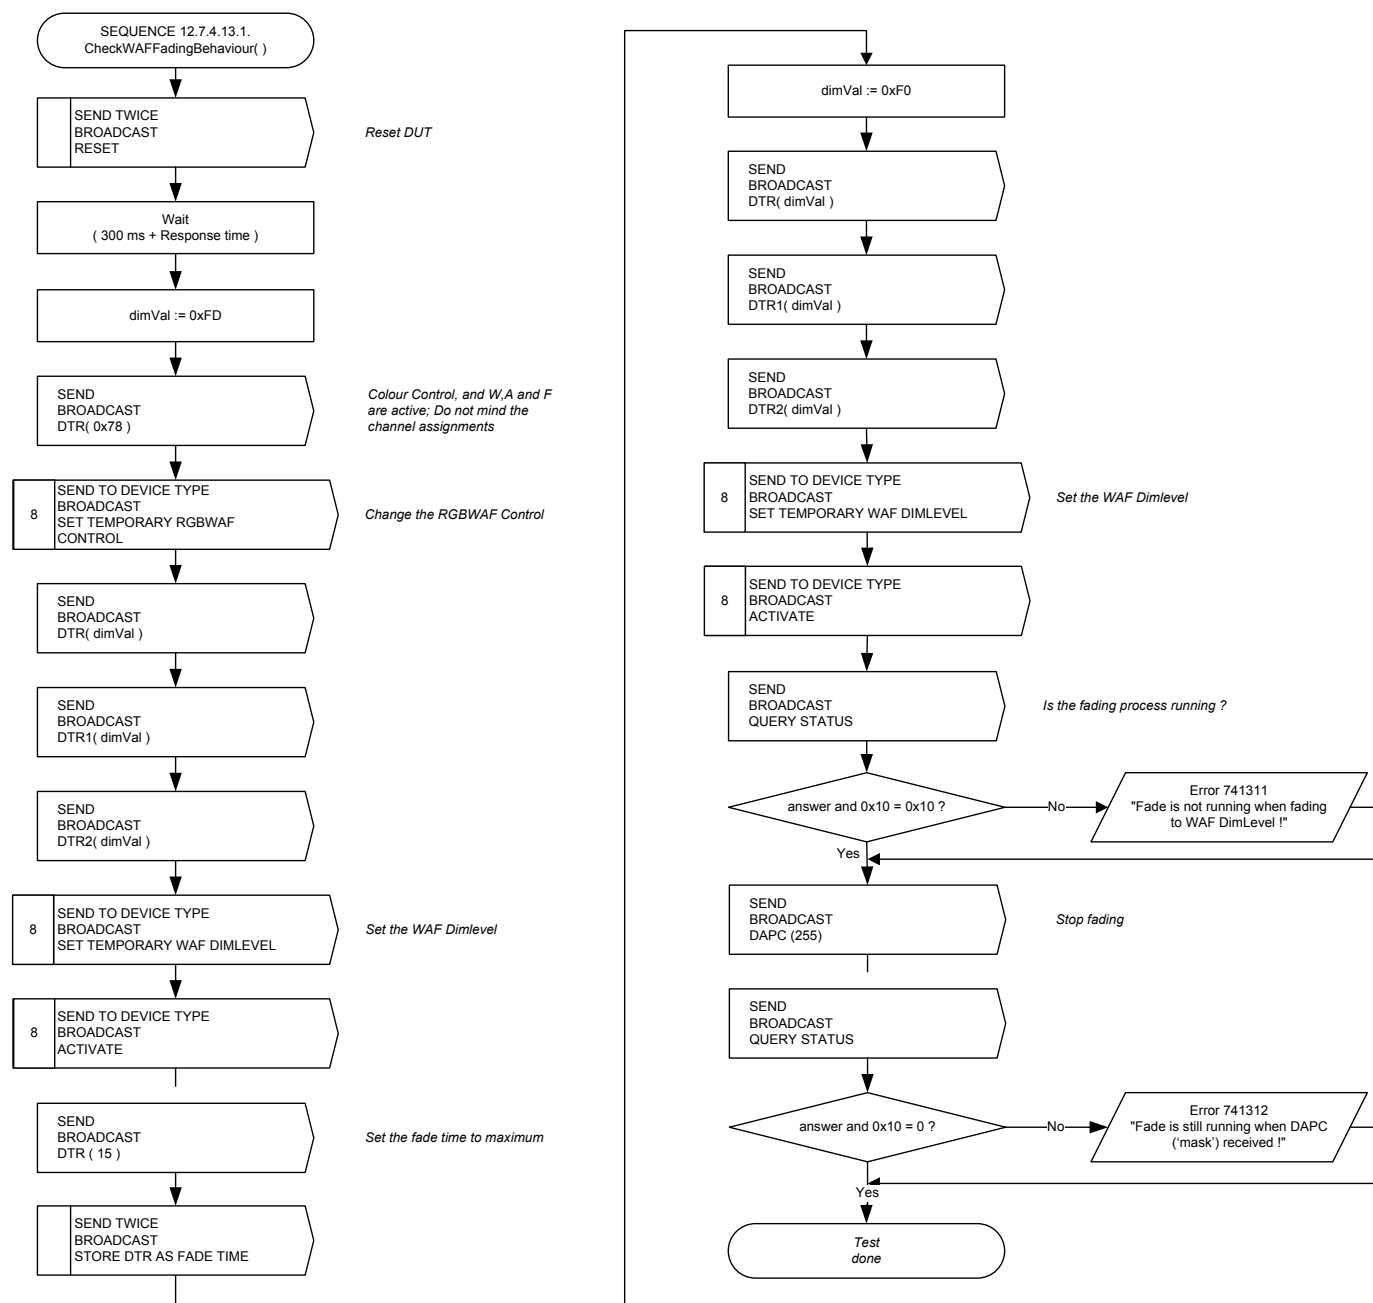 SEQUENCE 12.7.4.13.1.
CheckWAFFadingBehaviour( )
SEND TWICE
BROADCAST
RESET
Reset DUT
Wait
( 300 ms + Response time )
dimVal := 0xFD
SEND
BROADCAST
DTR( 0x78 )
Colour Control, and W,A and F
are active; Do not mind the
channel assignments
8
SEND TO DEVICE TYPE
BROADCAST
SET TEMPORARY RGBWAF
CONTROL
Change the RGBWAF Control
SEND
BROADCAST
DTR( dimVal )
SEND
BROADCAST
DTR1( dimVal )
SEND
BROADCAST
DTR2( dimVal )
8
SEND TO DEVICE TYPE
BROADCAST
SET TEMPORARY WAF DIMLEVEL
Set the WAF Dimlevel
8
SEND TO DEVICE TYPE
BROADCAST
ACTIVATE
SEND
BROADCAST
DTR ( 15 )
Set the fade time to maximum
SEND TWICE
BROADCAST
STORE DTR AS FADE TIME
dimVal := 0xF0
SEND
BROADCAST
DTR( dimVal )
SEND
BROADCAST
DTR1( dimVal )
SEND
BROADCAST
DTR2( dimVal )
8
SEND TO DEVICE TYPE
BROADCAST
SET TEMPORARY WAF DIMLEVEL
Set the WAF Dimlevel
8
SEND TO DEVICE TYPE
BROADCAST
ACTIVATE
SEND
BROADCAST
QUERY STATUS
Is the fading process running ?
answer and 0x10 = 0x10 ?
No
Error 741311
"Fade is not running when fading
to WAF DimLevel !"
Yes
SEND
BROADCAST
DAPC (255)
Stop fading
SEND
BROADCAST
QUERY STATUS
answer and 0x10 = 0 ?
No
Error 741312
"Fade is still running when DAPC
(‘mask’) received !"
Yes
Test
done